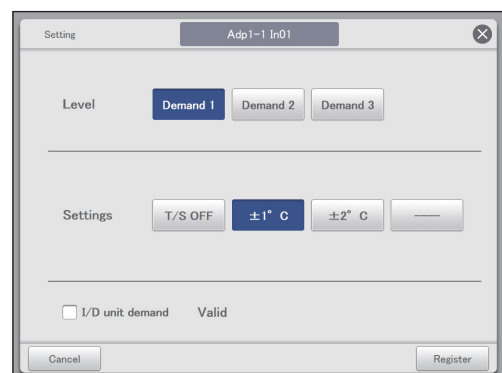 Setting Adp1-1 In01
Level Demand 1 Demand 2 Demand 3
Settings T/S OFF ±1° C ±2° C ——
I/D unit demand Valid
Cancel Register